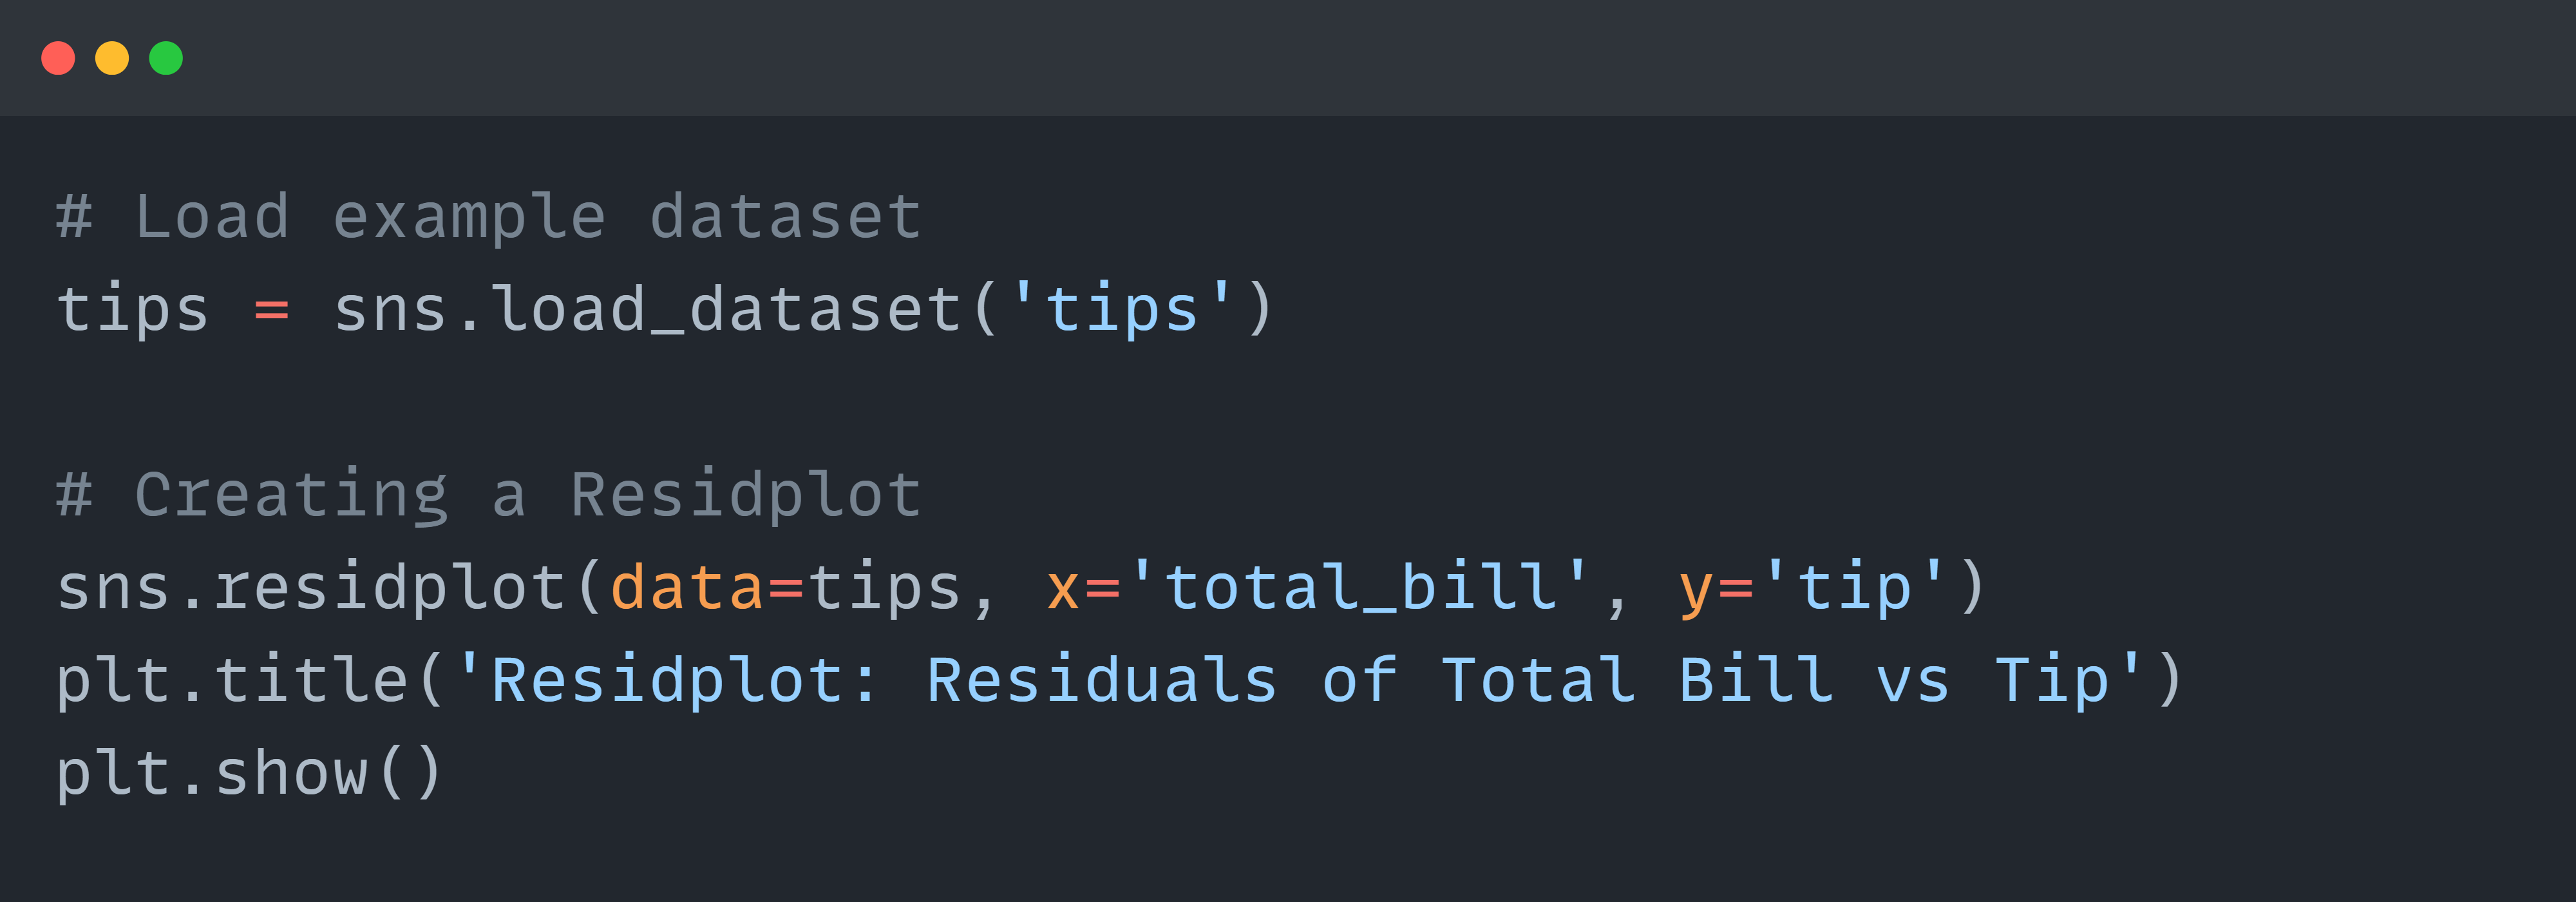 # Load example dataset
tips = sns.load_dataset('tips')

# Creating a Residplot
sns.residplot(data=tips, x='total_bill', y='tip')
plt.title('Residplot: Residuals of Total Bill vs Tip')
plt.show()